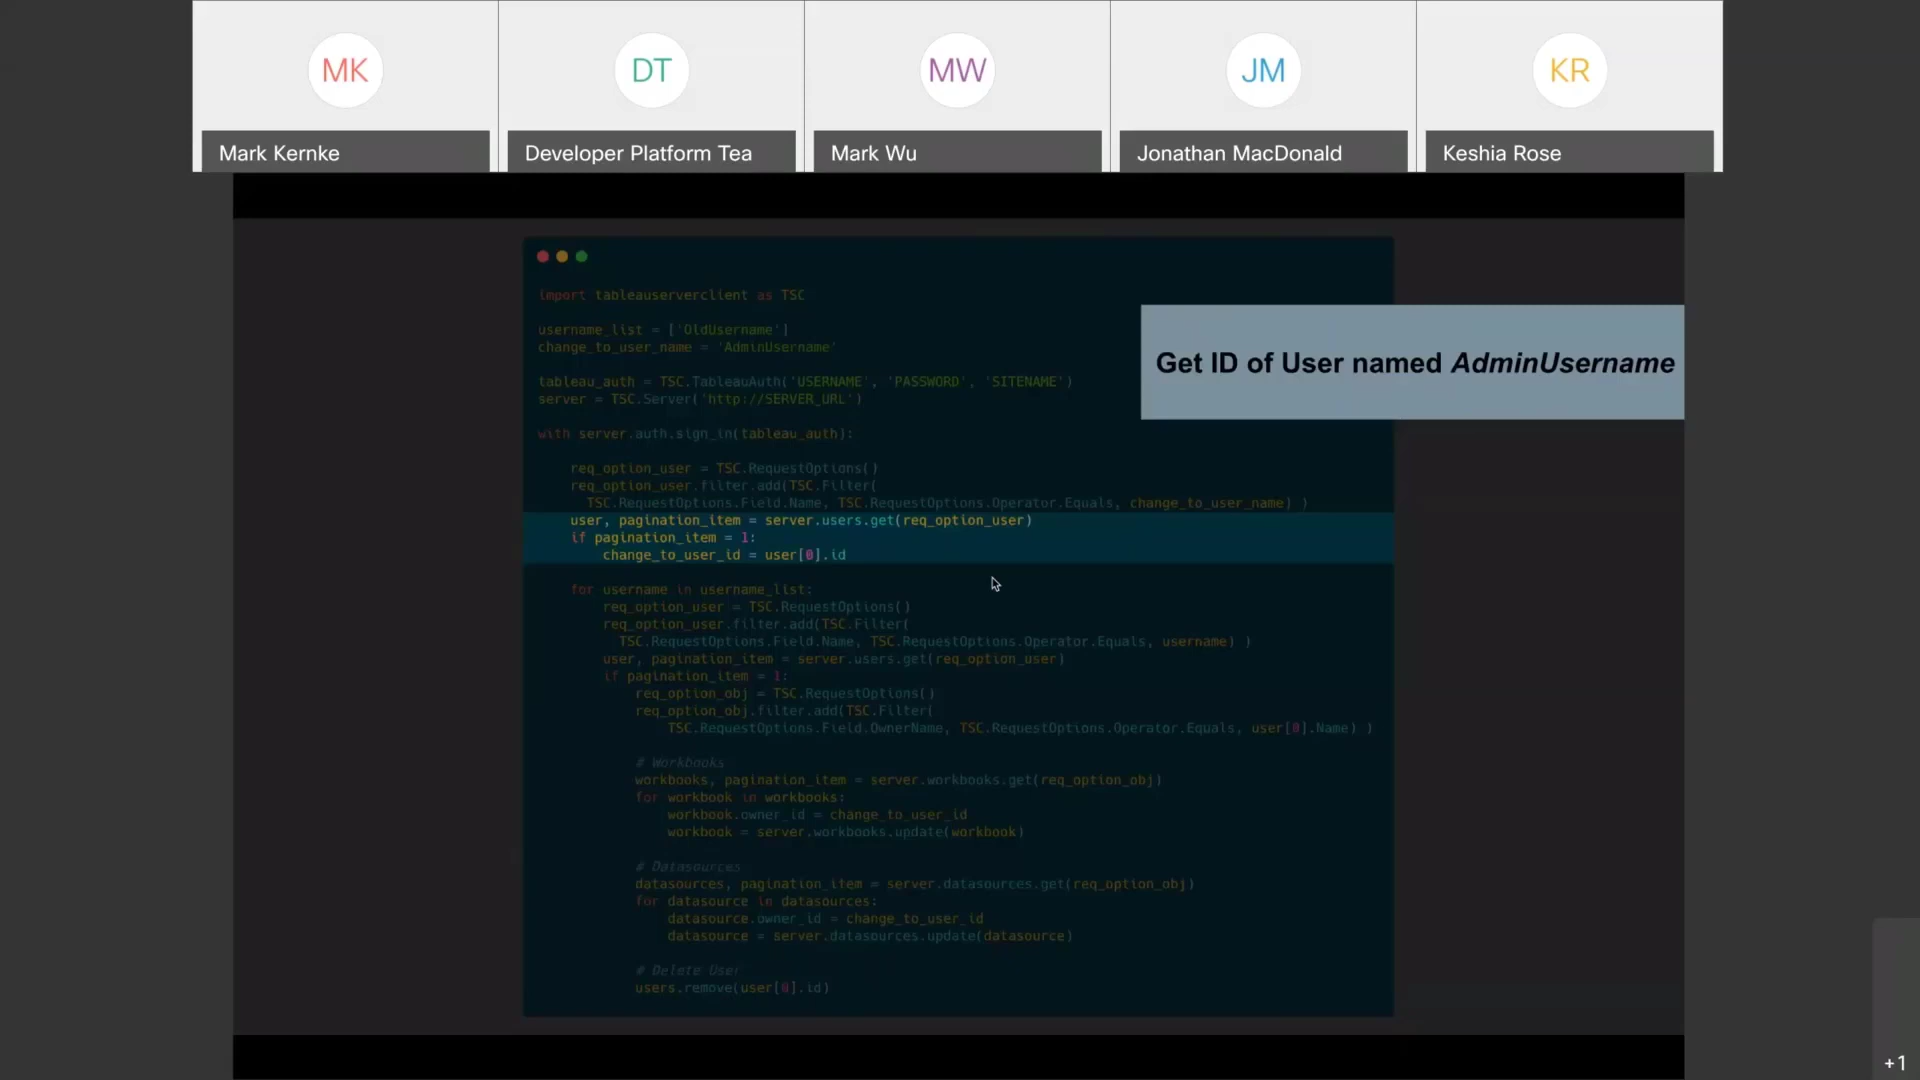 MK
DT
MW
JM
KR
Mark Kernke
Developer Platform Tea
Mark Wu
Jonathan MacDonald
Keshia Rose
import tableauserverclient as TSC
username_list = ['OldUsername']
change_to_user_name = 'AdminUsername'
tableau_auth = TSC.TableauAuth('USERNAME', 'PASSWORD', 'SITENAME')
server = TSC.Server('http://SERVER_URL')
with server.auth.sign_in(tableau_auth):
req_option_user = TSC.RequestOptions()
req_option_user.filter.add(TSC.Filter(
TSC.RequestOptions.Field.Name, TSC.RequestOptions.Operator.Equals, change_to_user_name) )
user, pagination_item = server.users.get(req_option_user)
if pagination_item = 1:
change_to_user_id = user[0].id
for username in username_list:
req_option_user = TSC.RequestOptions()
req_option_user.filter.add(TSC.Filter(
TSC.RequestOptions.Field.Name, TSC.RequestOptions.Operator.Equals, username) )
user, pagination_item = server.users.get(req_option_user)
if pagination_item = 1:
req_option_obj = TSC.RequestOptions()
req_option_obj.filter.add(TSC.Filter(
TSC.RequestOptions.Field.OwnerName, TSC.RequestOptions.Operator.Equals, user[0].Name) )
# Workbooks
workbooks, pagination_item = server.workbooks.get(req_option_obj)
for workbook in workbooks:
workbook.owner_id = change_to_user_id
workbook = server.workbooks.update(workbook)
# Datasources
datasources, pagination_item = server.datasources.get(req_option_obj)
for datasource in datasources:
datasource.owner_id = change_to_user_id
datasource = server.datasources.update(datasource)
# Delete User
users.remove(user[0].id)
Get ID of User named AdminUsername
+1